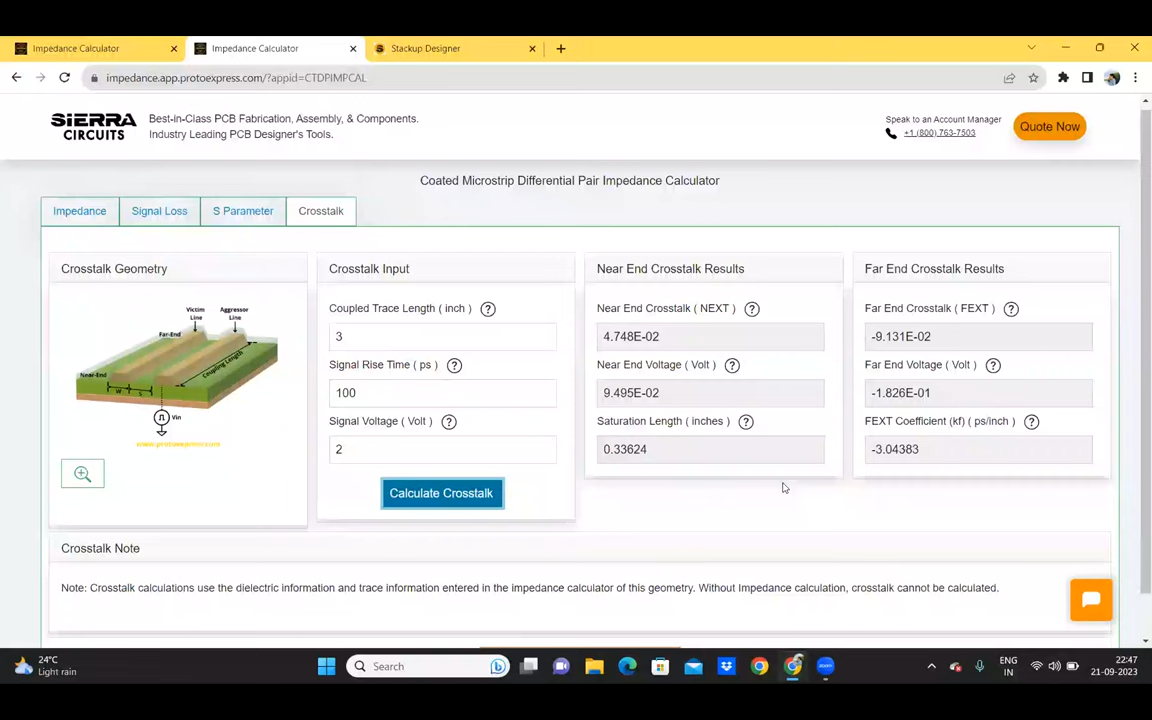 Impedance Calculator
Impedance Calculator
Stackup Designer
impedance.app.protoexpress.com/?appid=CTDPIMPCAL
SIERRA
CIRCUITS
Best-in-Class PCB Fabrication, Assembly, & Components.
Industry Leading PCB Designer's Tools.
Speak to an Account Manager
+1 (800) 763-7503
Quote Now
Coated Microstrip Differential Pair Impedance Calculator
Impedance
Signal Loss
S Parameter
Crosstalk
Crosstalk Geometry
Victim
Line
Aggressor
Line
Far-End
Coupling Length
Near-End
W
S
Vin
www.protoexpress.com
Crosstalk Input
Coupled Trace Length ( inch ) ?
3
Signal Rise Time ( ps ) ?
100
Signal Voltage ( Volt ) ?
2
Calculate Crosstalk
Near End Crosstalk Results
Near End Crosstalk ( NEXT ) ?
4.748E-02
Near End Voltage ( Volt ) ?
9.495E-02
Saturation Length ( inches ) ?
0.33624
Far End Crosstalk Results
Far End Crosstalk ( FEXT ) ?
-9.131E-02
Far End Voltage ( Volt ) ?
-1.826E-01
FEXT Coefficient (kf) ( ps/inch ) ?
-3.04383
Crosstalk Note
Note: Crosstalk calculations use the dielectric information and trace information entered in the impedance calculator of this geometry. Without Impedance calculation, crosstalk cannot be calculated.
24°C
Light rain
Search
zoom
ENG
IN
22:47
21-09-2023